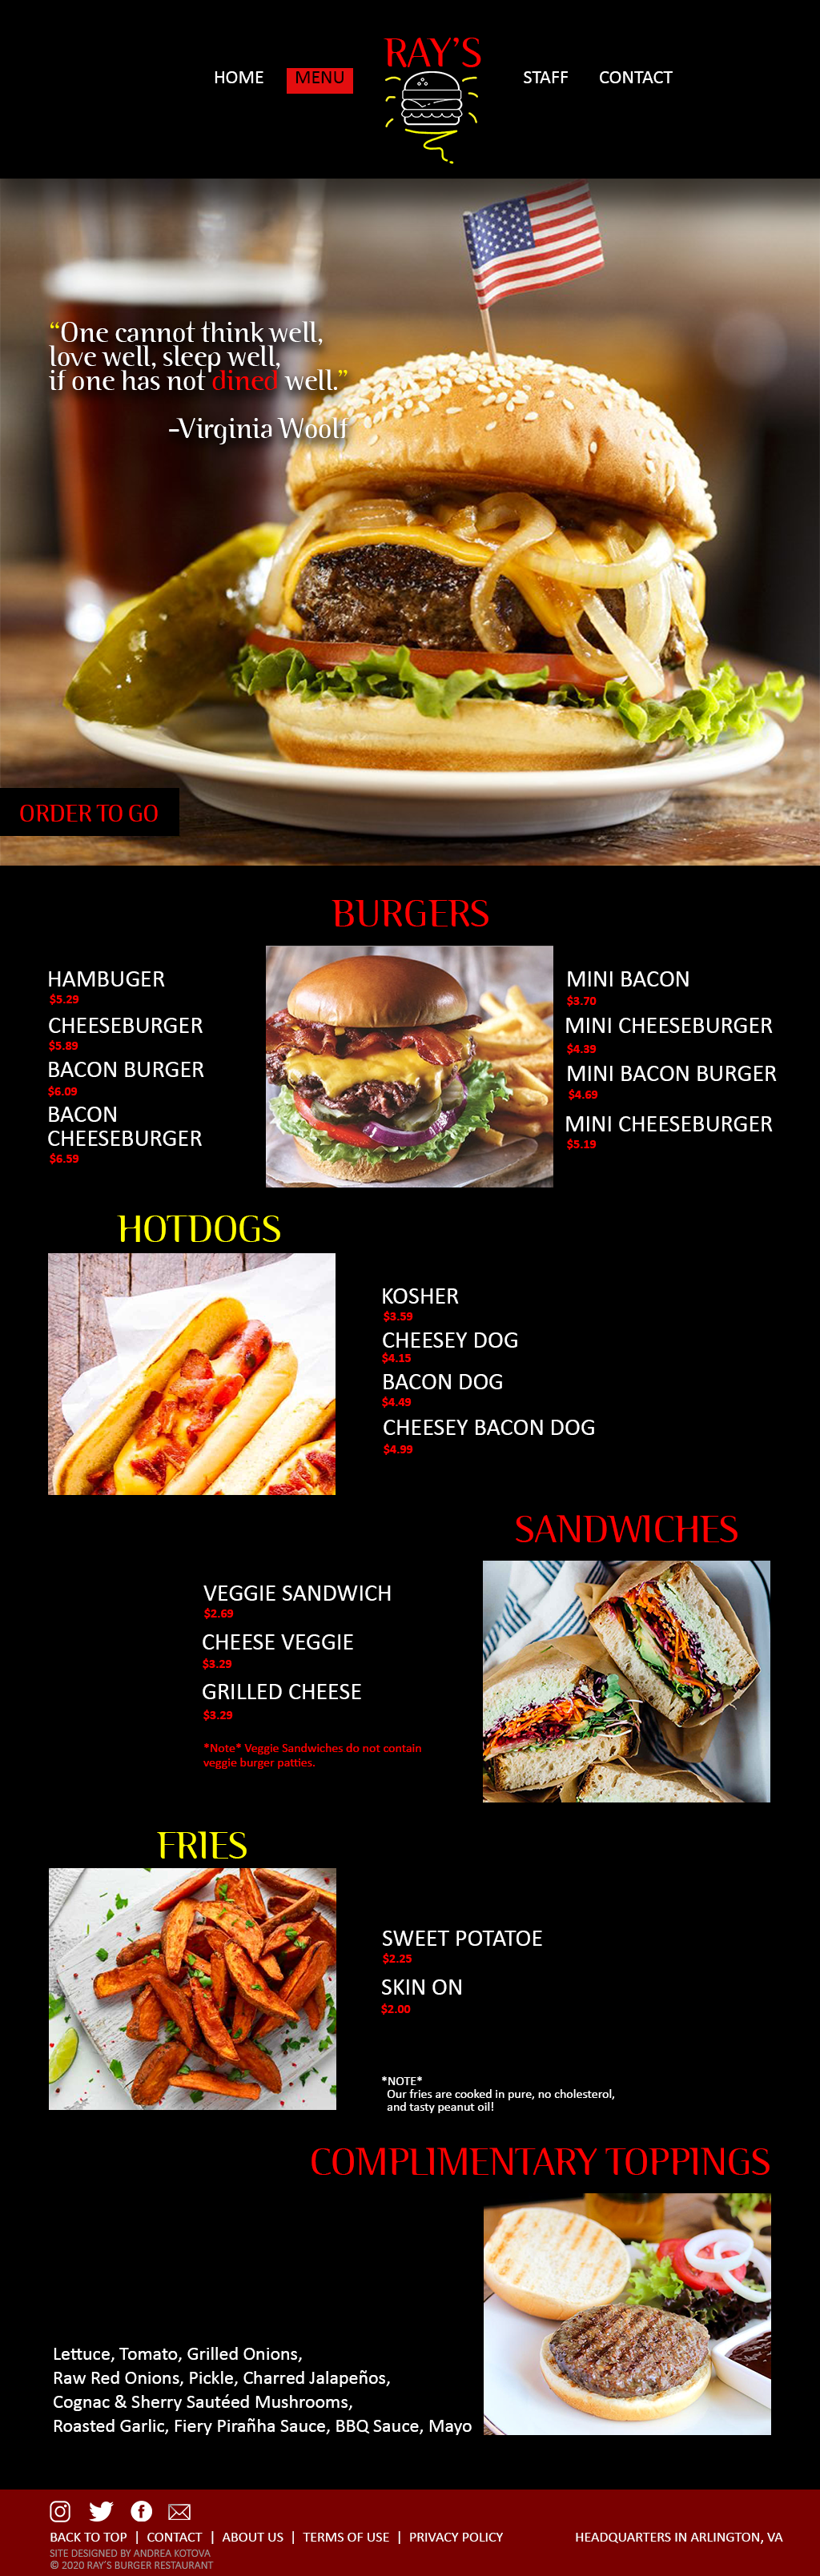 RAY'S
HOME
MENU
STAFF
CONTACT
“One cannot think well,
love well, sleep well,
if one has not dined well.”
-Virginia Woolf
ORDER TO GO
BURGERS
HAMBUGER
$5.29
CHEESEBURGER
$5.89
BACON BURGER
$6.09
BACON
CHEESEBURGER
$6.59
MINI BACON
$3.70
MINI CHEESEBURGER
$4.39
MINI BACON BURGER
$4.69
MINI CHEESEBURGER
$5.19
HOTDOGS
KOSHER
$3.59
CHEESEY DOG
$4.15
BACON DOG
$4.49
CHEESEY BACON DOG
$4.99
SANDWICHES
VEGGIE SANDWICH
$2.69
CHEESE VEGGIE
$3.29
GRILLED CHEESE
$3.29
*Note* Veggie Sandwiches do not contain
veggie burger patties.
FRIES
SWEET POTATOE
$2.25
SKIN ON
$2.00
*NOTE*
Our fries are cooked in pure, no cholesterol,
and tasty peanut oil!
COMPLIMENTARY TOPPINGS
Lettuce, Tomato, Grilled Onions,
Raw Red Onions, Pickle, Charred Jalapeños,
Cognac & Sherry Sautéed Mushrooms,
Roasted Garlic, Fiery Pirañha Sauce, BBQ Sauce, Mayo
BACK TO TOP | CONTACT | ABOUT US | TERMS OF USE | PRIVACY POLICY
HEADQUARTERS IN ARLINGTON, VA
SITE DESIGNED BY ANDREA KOTOVA
© 2020 RAY'S BURGER RESTAURANT